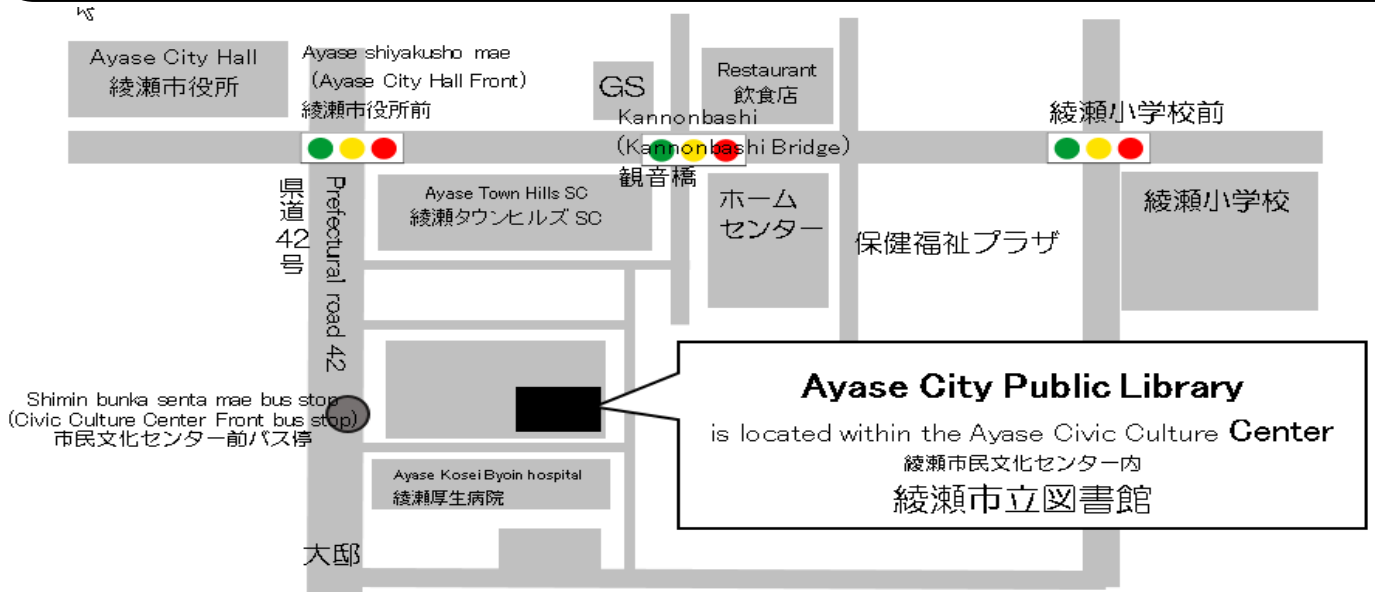 Ayase City Hall
綾瀬市役所
Ayase shiyakusho mae
(Ayase City Hall Front)
綾瀬市役所前
GS
Restaurant
飲食店
Kannonbashi
(Kannonbashi Bridge)
観音橋
綾瀬小学校前
県道42号
Prefectural road 42
Ayase Town Hills SC
綾瀬タウンヒルズ SC
ホーム
センター
保健福祉プラザ
綾瀬小学校
Shimin bunka senta mae bus stop
(Civic Culture Center Front bus stop)
市民文化センター前バス停
Ayase City Public Library
is located within the Ayase Civic Culture Center
綾瀬市民文化センター内
綾瀬市立図書館
Ayase Kosei Byoin hospital
綾瀬厚生病院
大邸